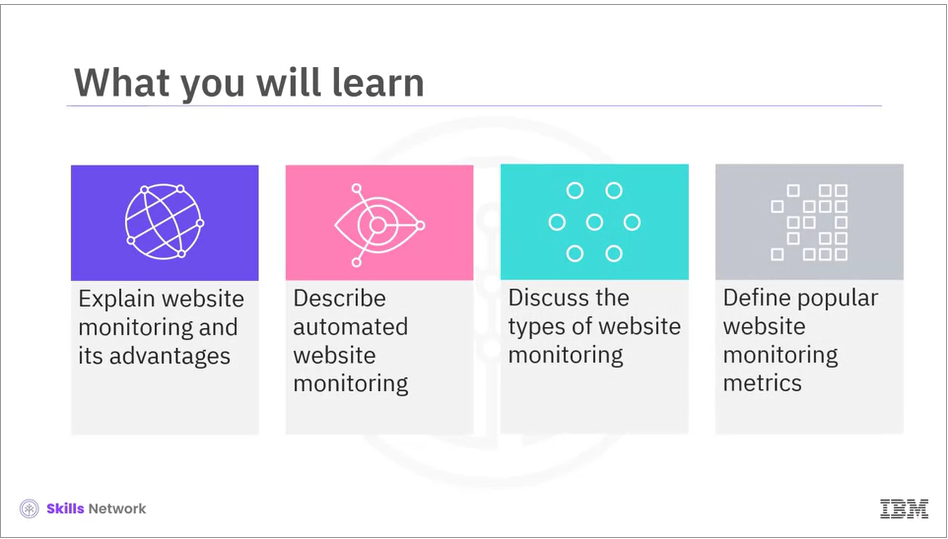 What you will learn
Explain website
monitoring and
its advantages
Describe
automated
website
monitoring
Discuss the
types of website
monitoring
Define popular
website
monitoring
metrics
Skills Network
IBM